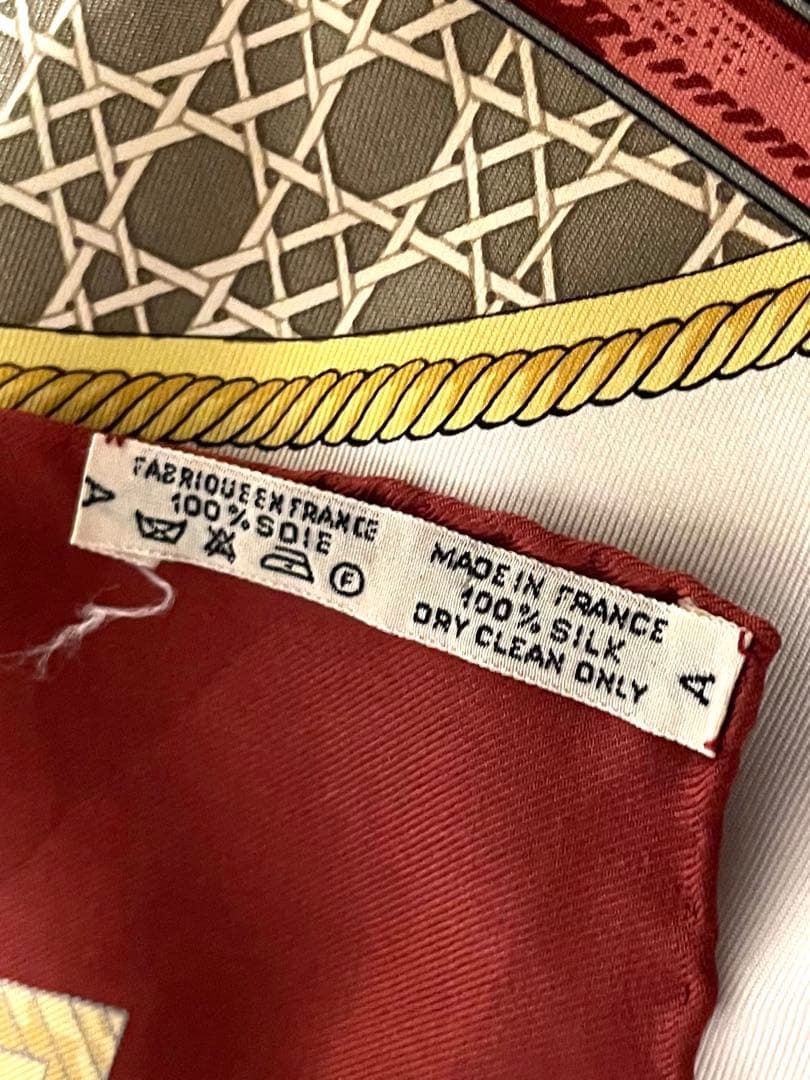 A
FABRIQUE EN FRANCE
100 % SOIE
F
MADE IN FRANCE
100 % SILK
DRY CLEAN ONLY
A